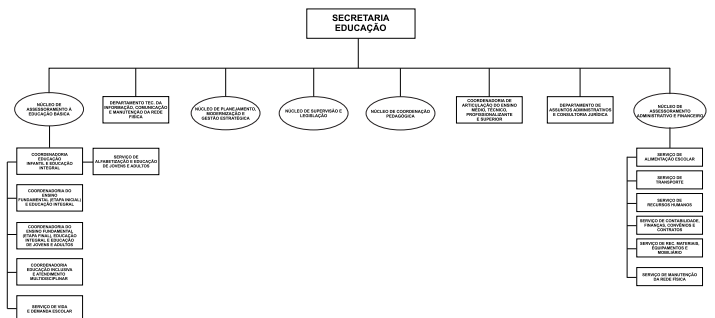 SECRETARIA
EDUCAÇÃO
NÚCLEO DE
ASSESSORAMENTO À
EDUCAÇÃO BÁSICA
DEPARTAMENTO TEC. DA
INFORMAÇÃO, COMUNICAÇÃO
E MANUTENÇÃO DA REDE
FÍSICA
NÚCLEO DE PLANEJAMENTO,
MODERNIZAÇÃO E
GESTÃO ESTRATÉGICA
NÚCLEO DE SUPERVISÃO E
LEGISLAÇÃO
NÚCLEO DE COORDENAÇÃO
PEDAGÓGICA
COORDENADORIA DE
ARTICULAÇÃO DO ENSINO
MÉDIO, TÉCNICO,
PROFISSIONALIZANTE
E SUPERIOR
DEPARTAMENTO DE
ASSUNTOS ADMINISTRATIVOS
E CONSULTORIA JURÍDICA
NÚCLEO DE
ASSESSORAMENTO
ADMINISTRATIVO E FINANCEIRO
COORDENADORIA
EDUCAÇÃO
INFANTIL E EDUCAÇÃO
INTEGRAL
SERVIÇO DE
ALFABETIZAÇÃO E EDUCAÇÃO
DE JOVENS E ADULTOS
COORDENADORIA DO
ENSINO
FUNDAMENTAL (ETAPA INICIAL)
E EDUCAÇÃO INTEGRAL
COORDENADORIA DO
ENSINO FUNDAMENTAL
(ETAPA FINAL), EDUCAÇÃO
INTEGRAL E EDUCAÇÃO
DE JOVENS E ADULTOS
COORDENADORIA
EDUCAÇÃO INCLUSIVA
E ATENDIMENTO
MULTIDISCIPLINAR
SERVIÇO DE VIDA
E DEMANDA ESCOLAR
SERVIÇO DE
ALIMENTAÇÃO ESCOLAR
SERVIÇO DE
TRANSPORTE
SERVIÇO DE
RECURSOS HUMANOS
SERVIÇO DE CONTABILIDADE,
FINANÇAS, CONVÊNIOS E
CONTRATOS
SERVIÇO DE REC. MATERIAIS,
EQUIPAMENTOS E
MOBILIÁRIO
SERVIÇO DE MANUTENÇÃO
DA REDE FÍSICA